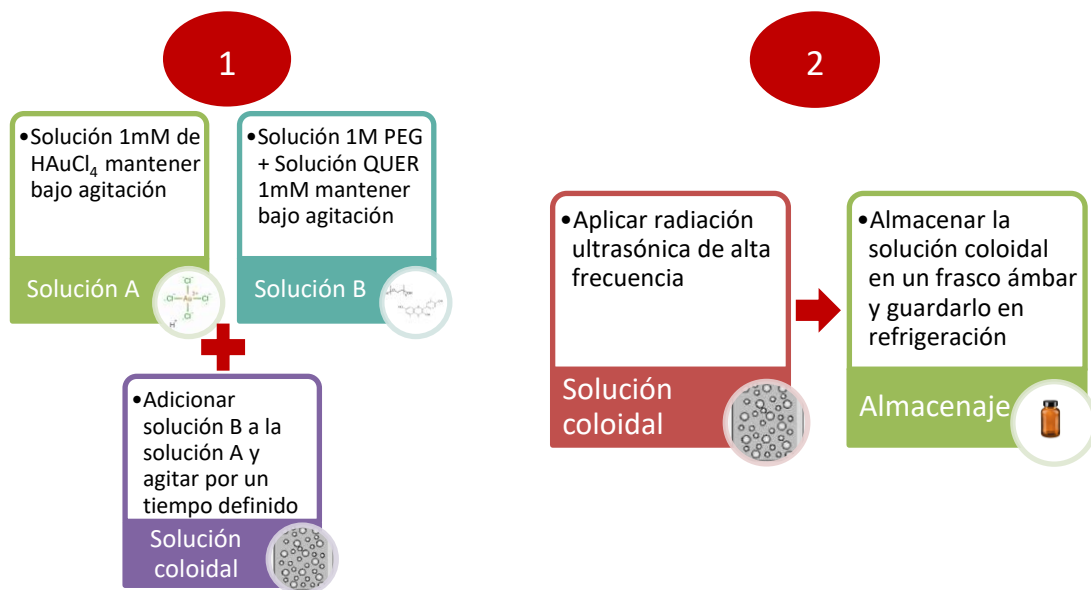 1
•Solución 1mM de
HAuCl₄ mantener
bajo agitación
Solución A
•Solución 1M PEG
+ Solución QUER
1mM mantener
bajo agitación
Solución B
•Adicionar
solución B a la
solución A y
agitar por un
tiempo definido
Solución
coloidal
2
•Aplicar radiación
ultrasónica de alta
frecuencia
Solución
coloidal
•Almacenar la
solución coloidal
en un frasco ámbar
y guardarlo en
refrigeración
Almacenaje